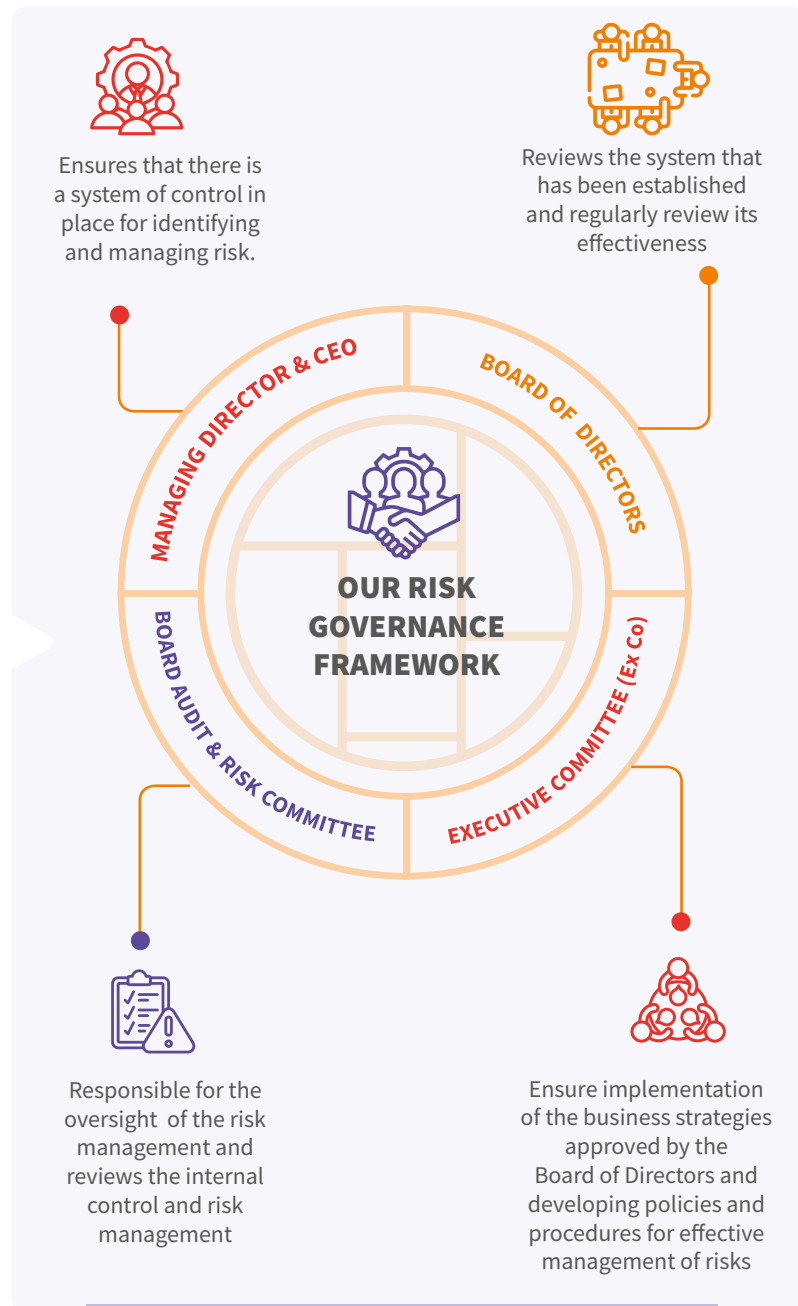 Ensures that there is
a system of control in
place for identifying
and managing risk.
Reviews the system that
has been established
and regularly review its
effectiveness
MANAGING DIRECTOR & CEO
BOARD OF DIRECTORS
OUR RISK
GOVERNANCE
FRAMEWORK
BOARD AUDIT & RISK COMMITTEE
EXECUTIVE COMMITTEE (Ex Co)
Responsible for the
oversight of the risk
management and
reviews the internal
control and risk
management
Ensure implementation
of the business strategies
approved by the
Board of Directors and
developing policies and
procedures for effective
management of risks